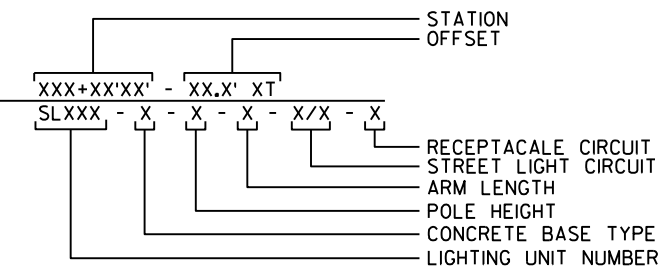 STATION
OFFSET
XXX+XX'XX' - XX.X' XT
SLXXX - X - X - X - X/X - X
RECEPTACALE CIRCUIT
STREET LIGHT CIRCUIT
ARM LENGTH
POLE HEIGHT
CONCRETE BASE TYPE
LIGHTING UNIT NUMBER